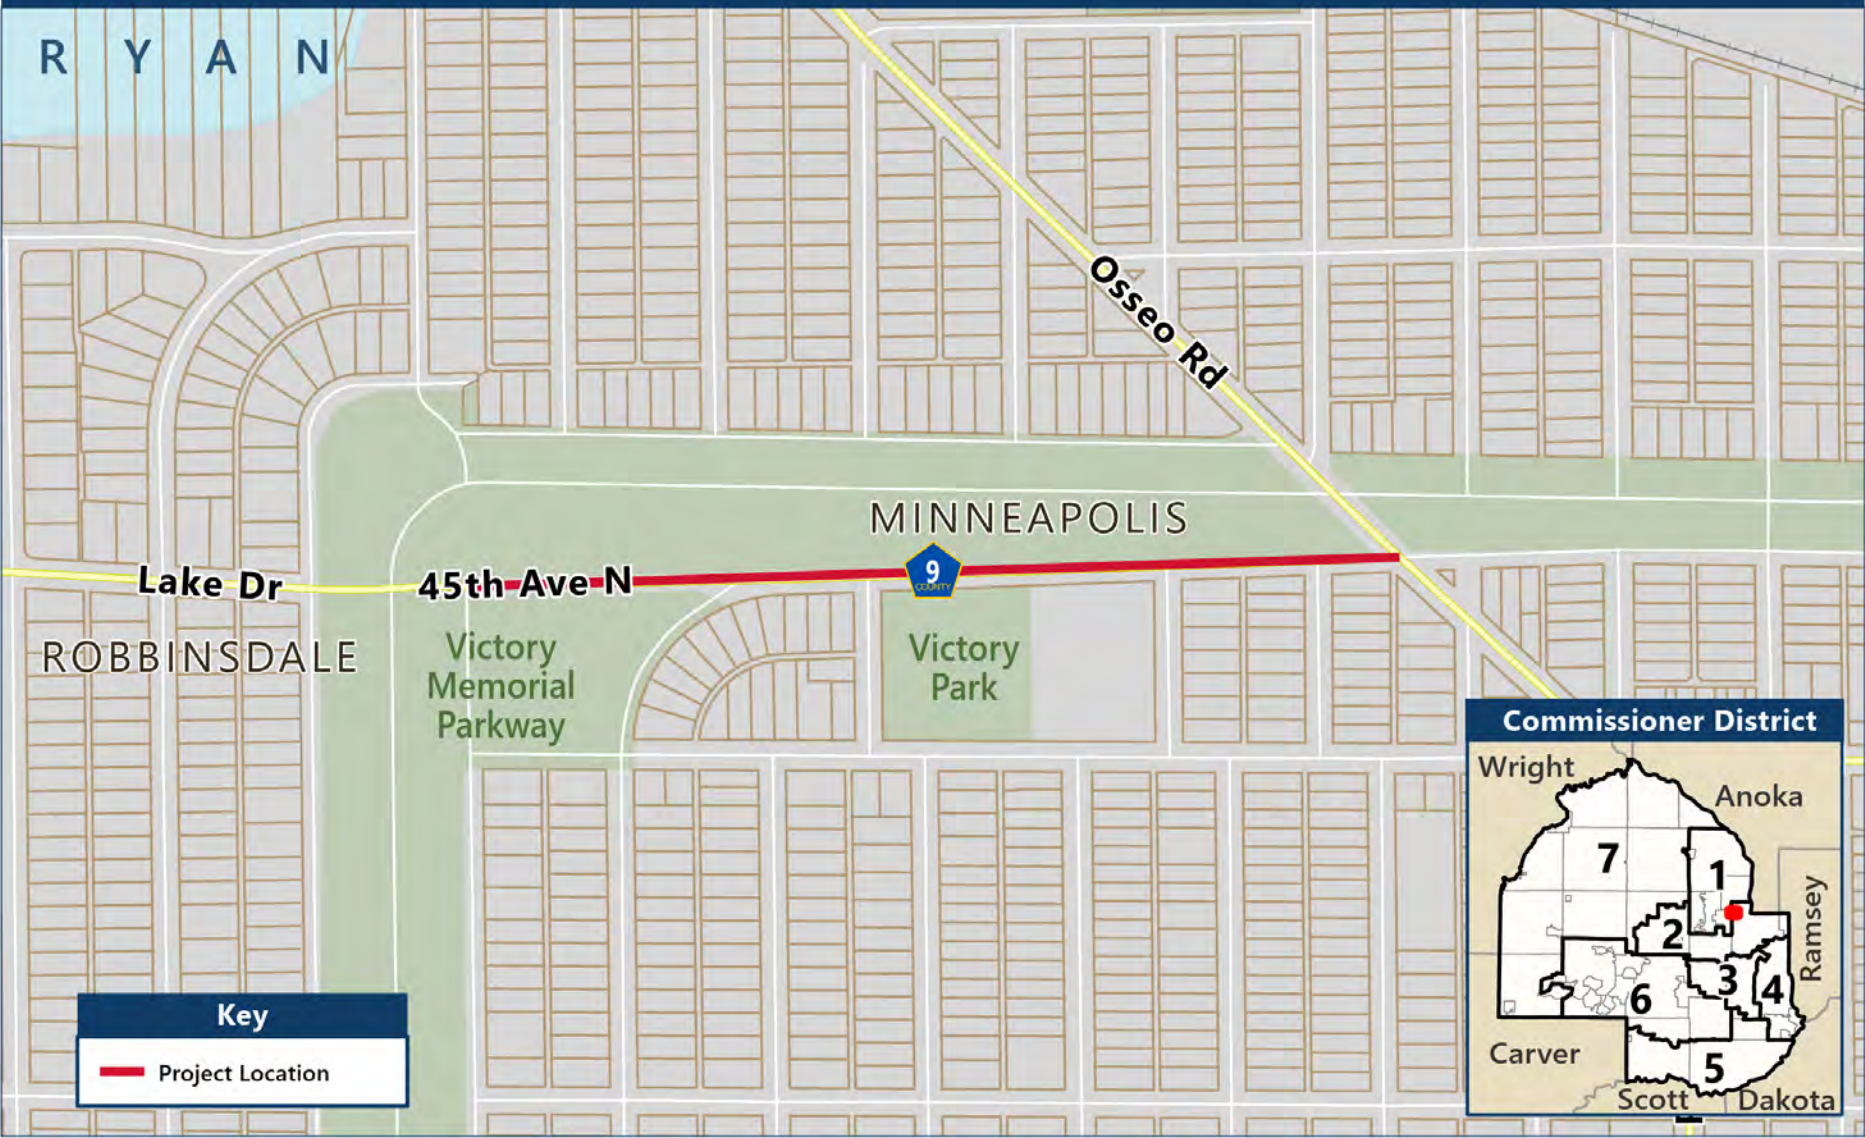 RYAN
Osseo Rd
MINNEAPOLIS
9
COUNTY
Lake Dr
45th Ave N
ROBBINSDALE
Victory
Memorial
Parkway
Victory
Park
Key
Project Location
Commissioner District
Wright
Anoka
7
1
2
Ramsey
3
4
6
Carver
5
Scott
Dakota